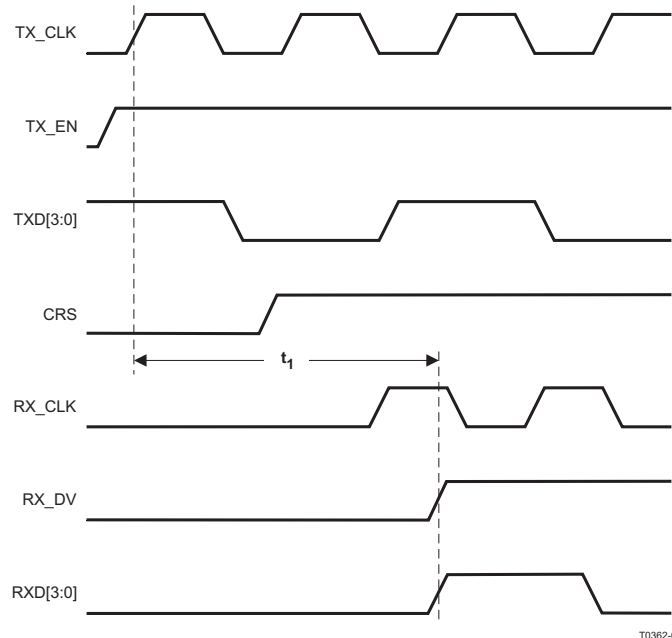 TX_CLK
TX_EN
TXD[3:0]
CRS
t1
RX_CLK
RX_DV
RXD[3:0]